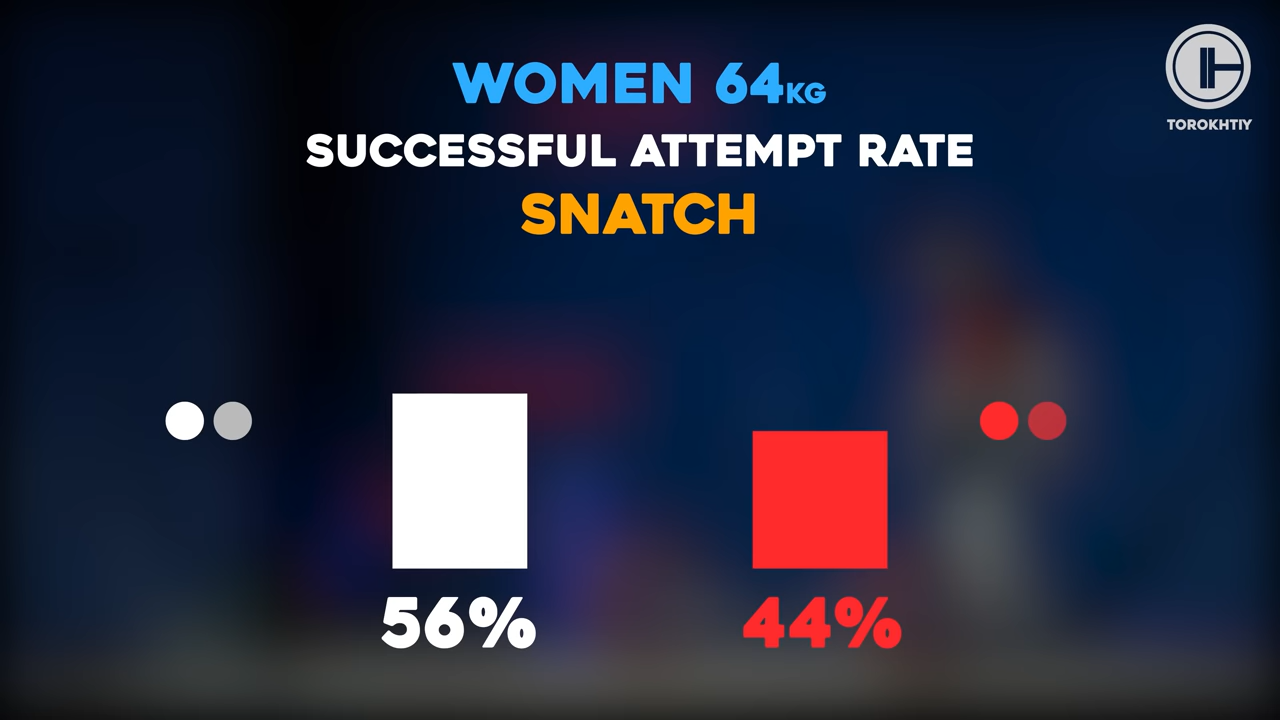 WOMEN 64KG
SUCCESSFUL ATTEMPT RATE
SNATCH
TOROKHTIY
56%
44%